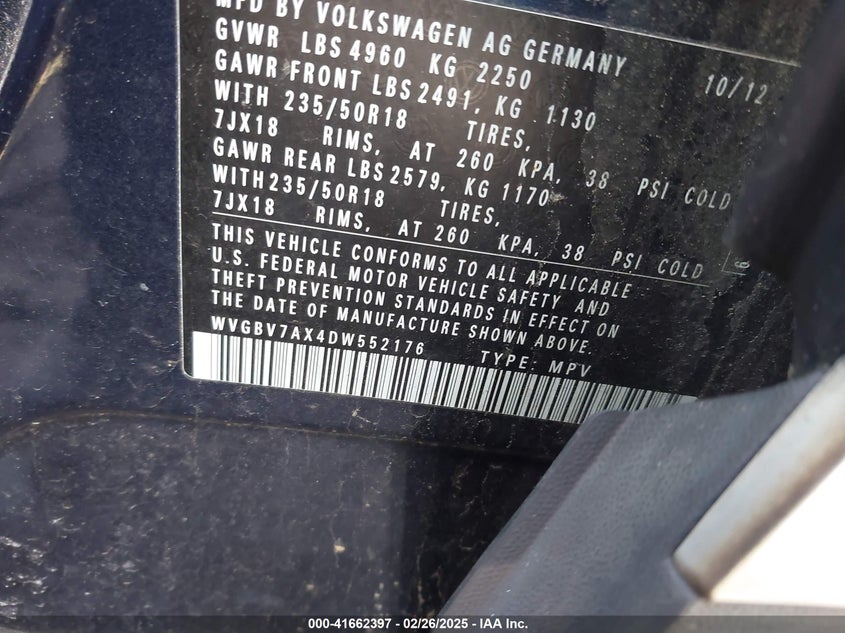 MFD BY VOLKSWAGEN AG GERMANY
GVWR LBS 4960 KG 2250 10/12
GAWR FRONT LBS 2491, KG 1130
WITH 235/50R18 TIRES,
7JX18 RIMS, AT 260 KPA, 38 PSI COLD
GAWR REAR LBS 2579, KG 1170
WITH 235/50R18 TIRES,
7JX18 RIMS, AT 260 KPA, 38 PSI COLD
THIS VEHICLE CONFORMS TO ALL APPLICABLE
U.S. FEDERAL MOTOR VEHICLE SAFETY AND
THEFT PREVENTION STANDARDS IN EFFECT ON
THE DATE OF MANUFACTURE SHOWN ABOVE.
WVGBV7AX4DW552176 TYPE: MPV
000-41662397 - 02/26/2025 - IAA Inc.